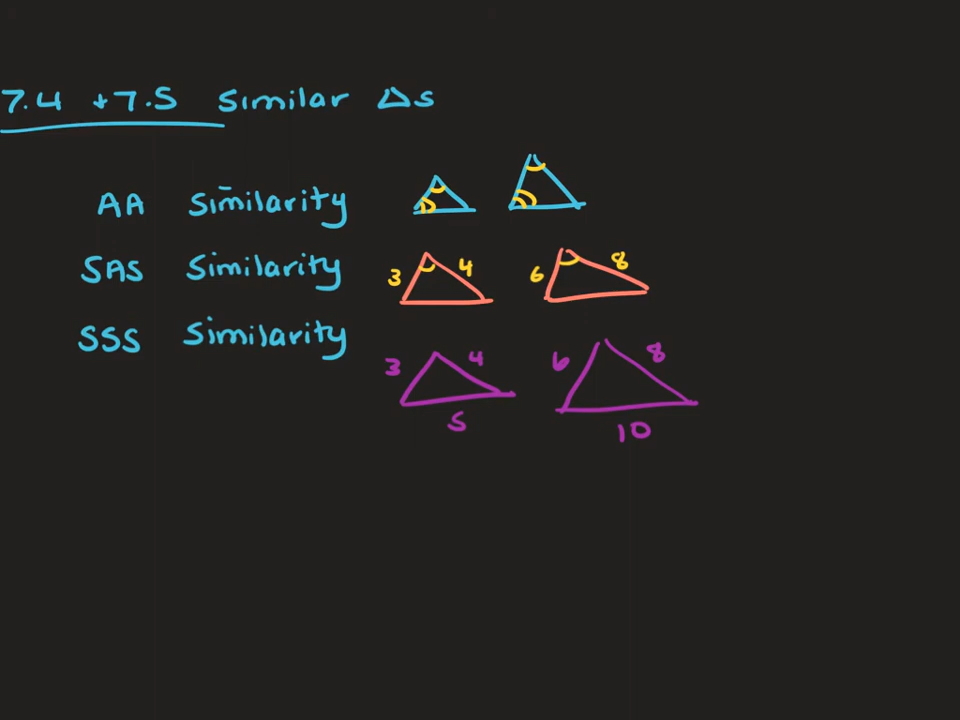 7.4 + 7.5 Similar Δs
AA Similarity
SAS Similarity 3 4 6 8
SSS Similarity
3 4 6 8
5 10